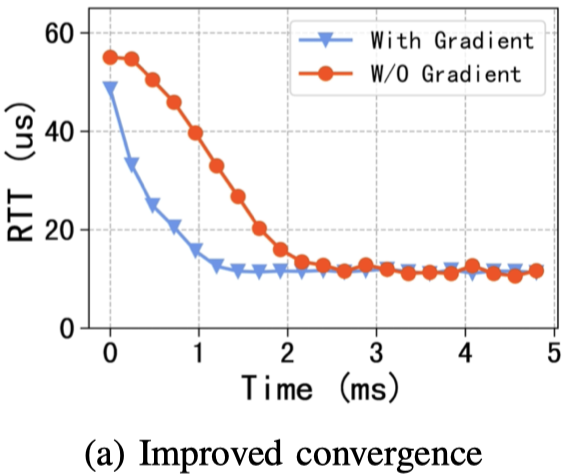 60
40
20
0
RTT (us)
With Gradient
W/O Gradient
0 1 2 3 4 5
Time (ms)
(a) Improved convergence